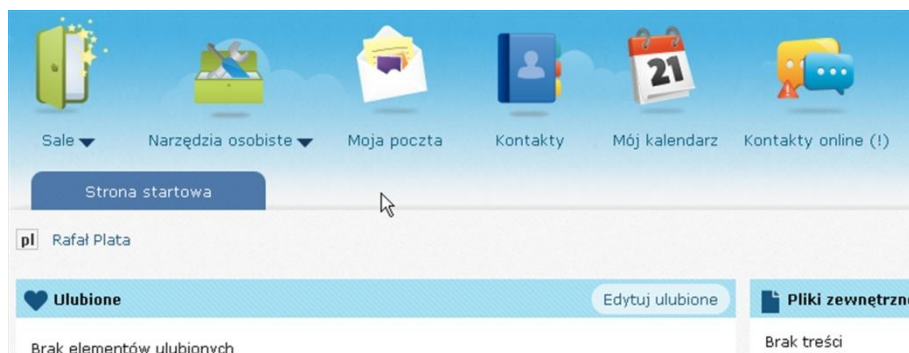 21
Sale
Narzędzia osobiste
Moja poczta
Kontakty
Mój kalendarz
Kontakty online (!)
Strona startowa
pl Rafał Plata
Ulubione
Edytuj ulubione
Pliki
Brak elementów ulubionych
Brak treści